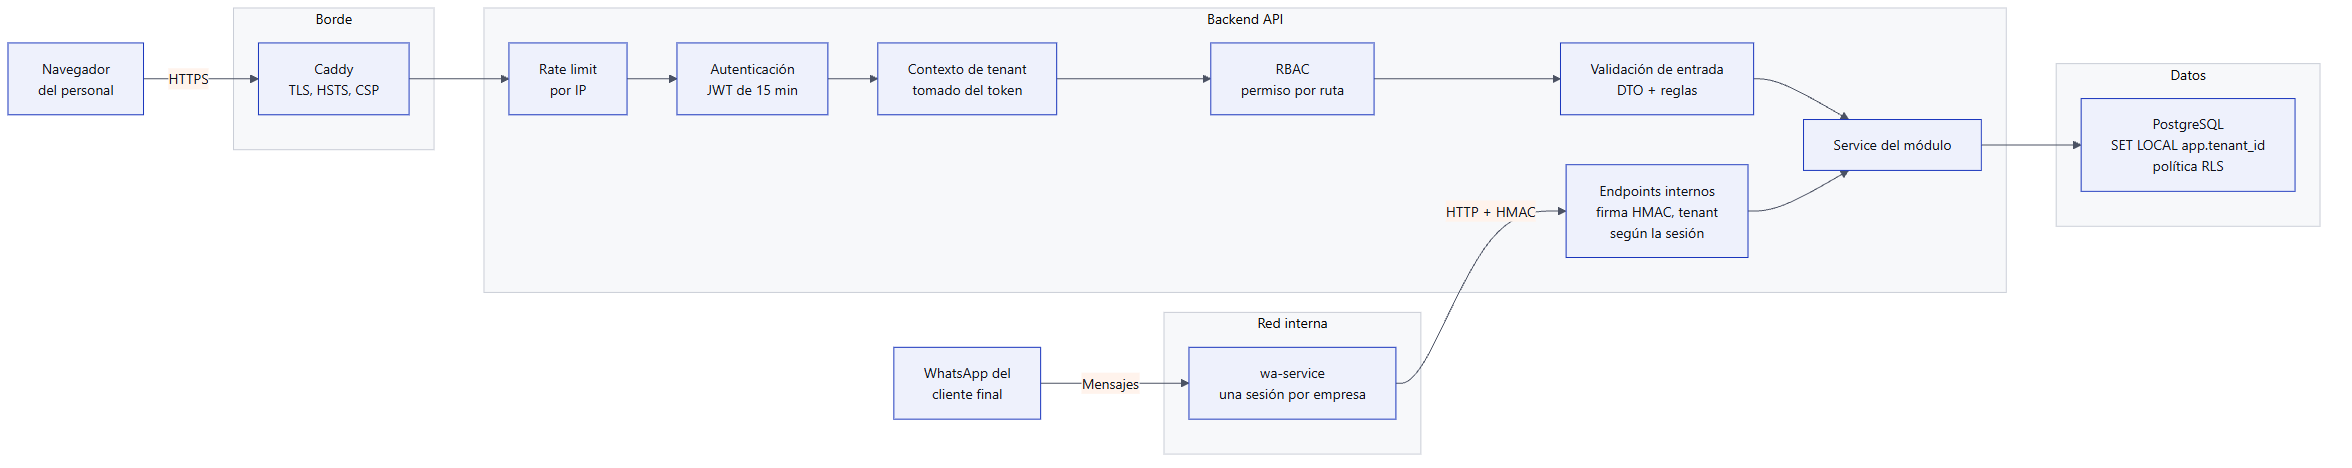 Borde
Backend API
Navegador
del personal
HTTPS
Caddy
TLS, HSTS, CSP
Rate limit
por IP
Autenticación
JWT de 15 min
Contexto de tenant
tomado del token
RBAC
permiso por ruta
Validación de entrada
DTO + reglas
Service del módulo
Datos
PostgreSQL
SET LOCAL app.tenant_id
política RLS
HTTP + HMAC
Endpoints internos
firma HMAC, tenant
según la sesión
Red interna
WhatsApp del
cliente final
Mensajes
wa-service
una sesión por empresa